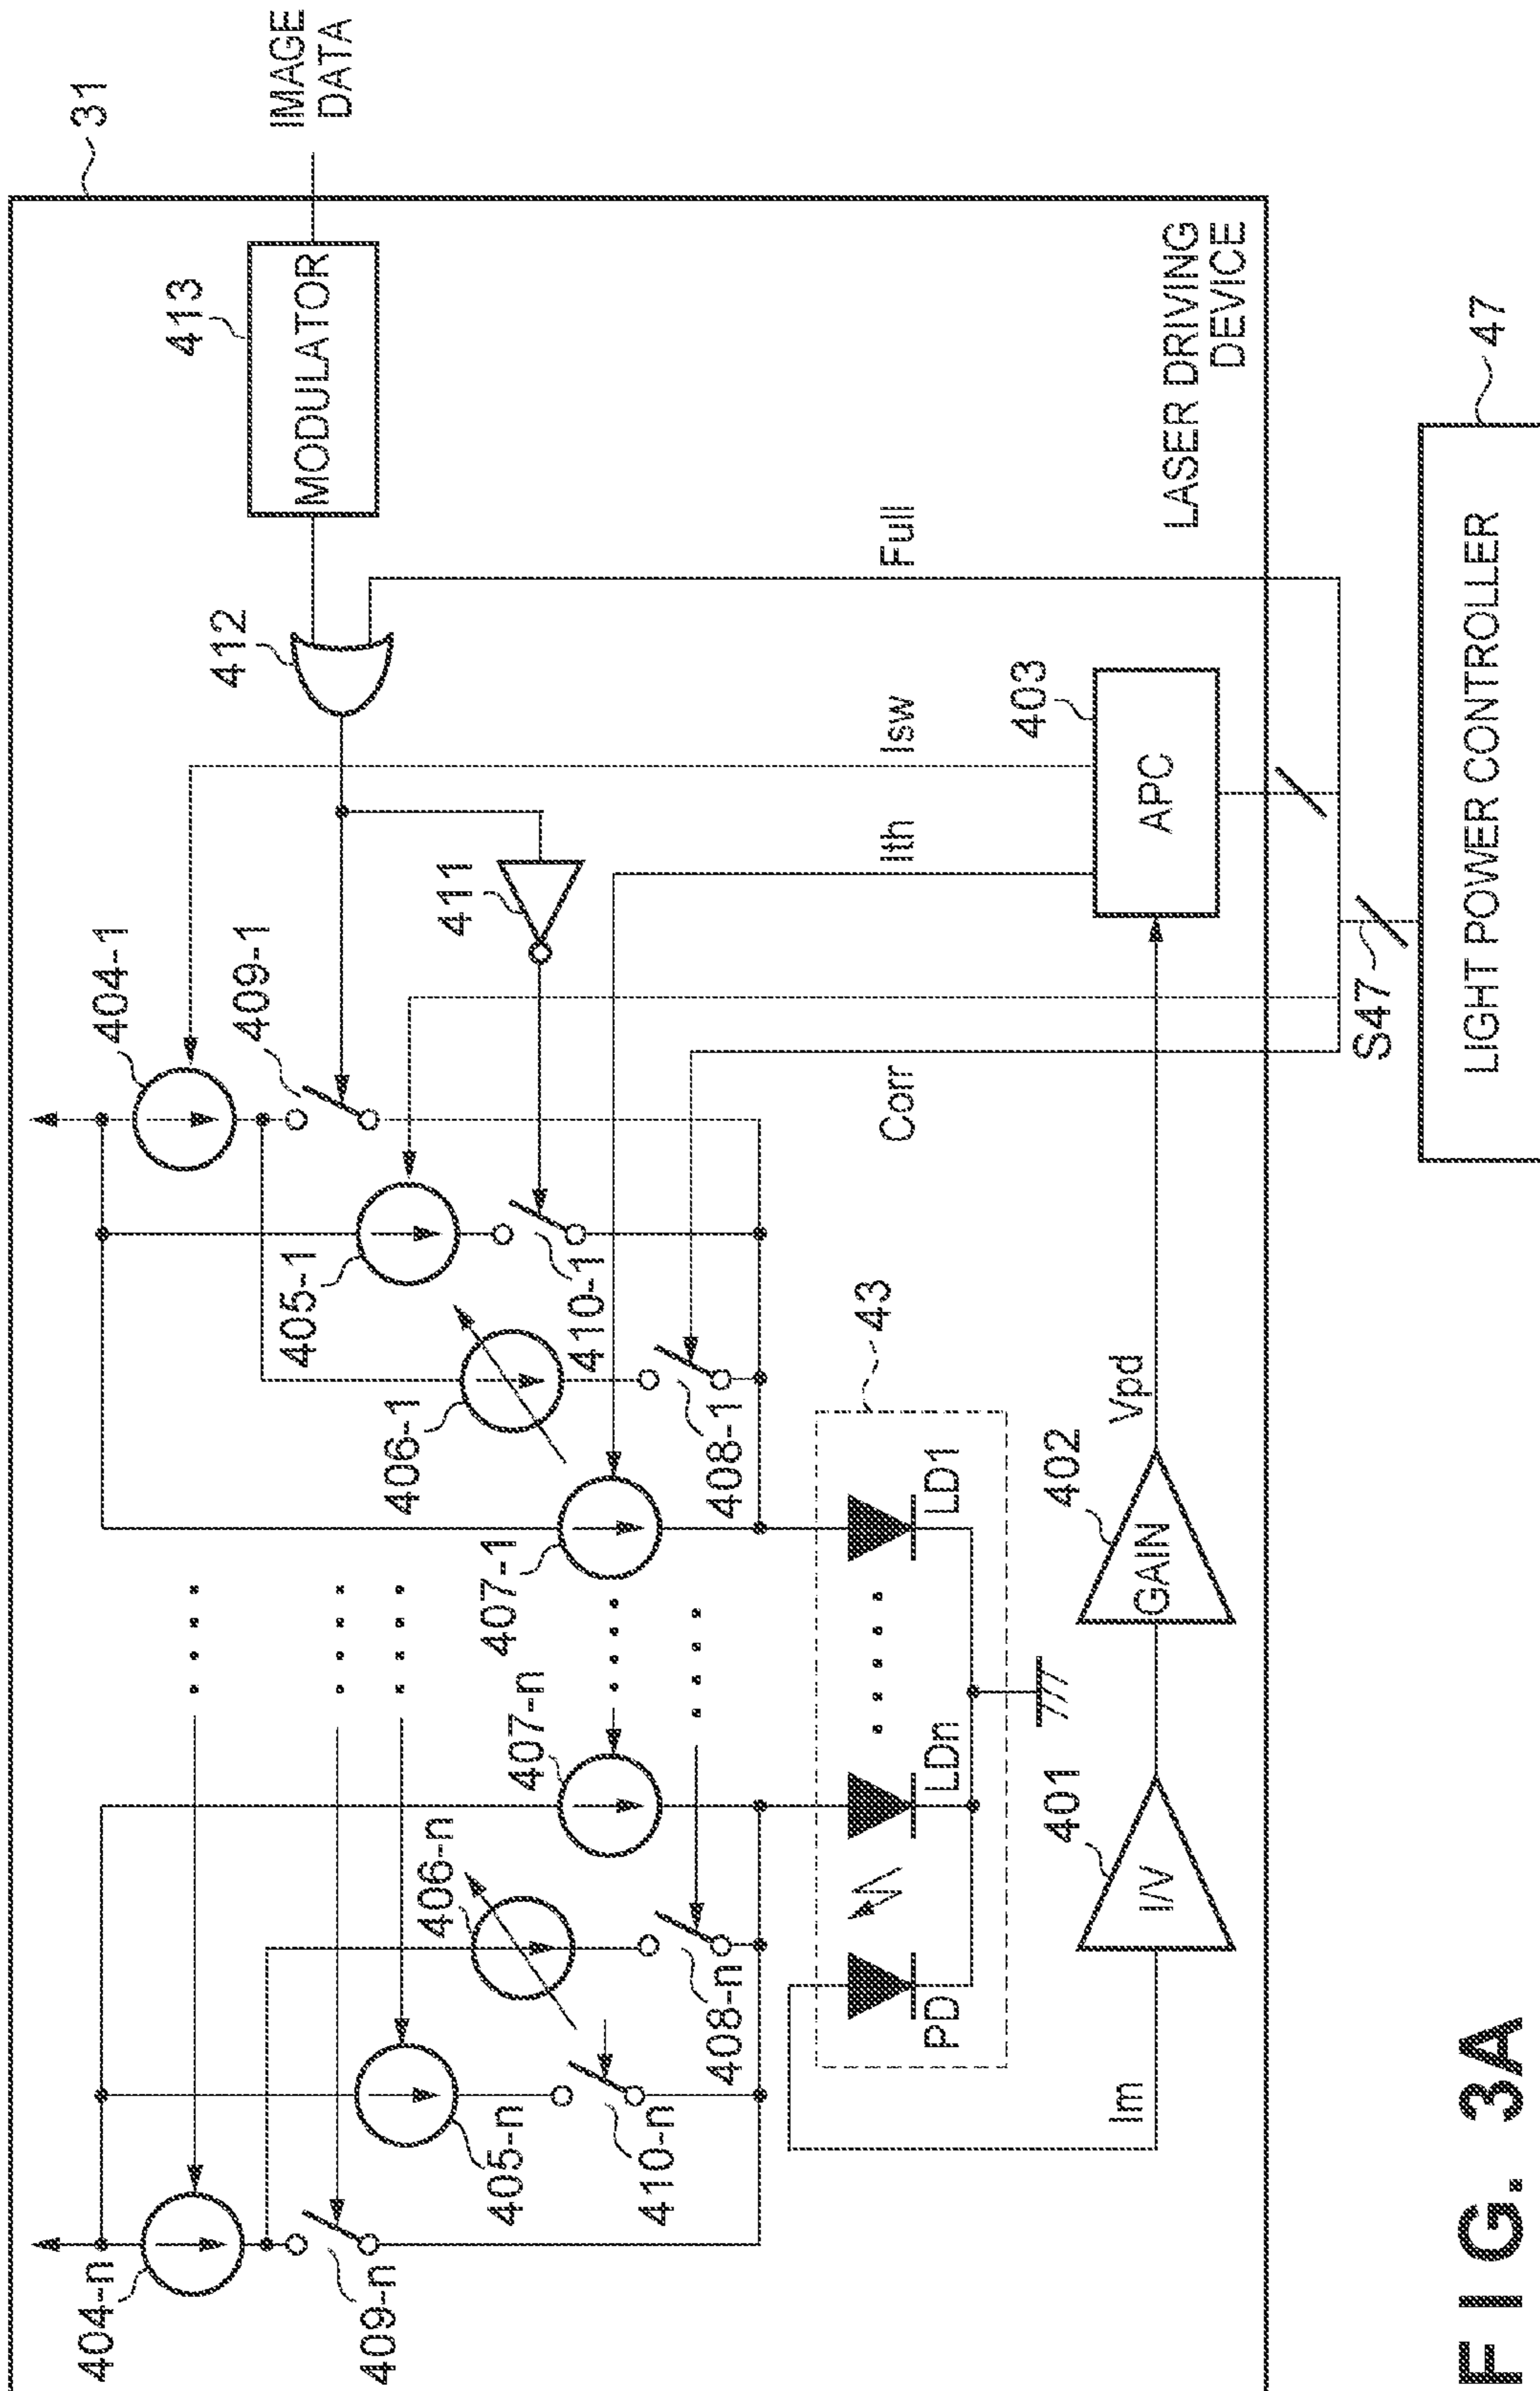 31
IMAGE
DATA
413
MODULATOR
412
404-n
404-1
409-1
409-n
405-1
405-n
411
410-1
410-n
406-n
406-1
407-n
407-1
408-n
408-1
Corr
Ith
Isw
Full
43
PD
LDn
LD1
Im
401
I/V
402
GAIN
Vpd
403
APC
LASER DRIVING
DEVICE
S47
47
LIGHT POWER CONTROLLER
FIG. 3A